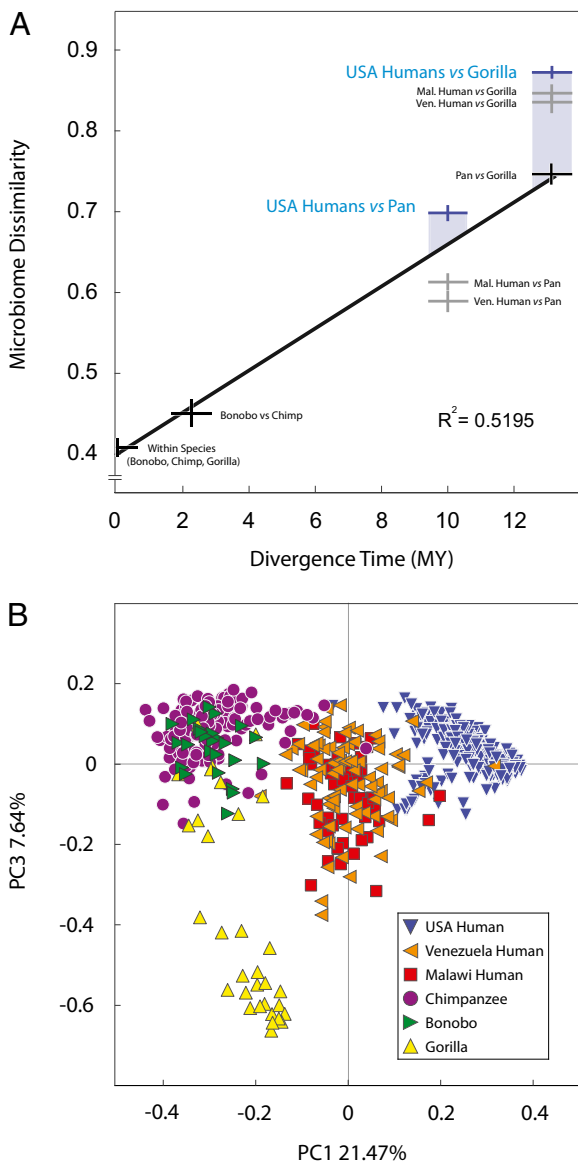 A
Microbiome Dissimilarity
0.9
0.8
0.7
0.6
0.5
0.4
USA Humans vs Gorilla
Mal. Human vs Gorilla
Ven. Human vs Gorilla
Pan vs Gorilla
USA Humans vs Pan
Mal. Human vs Pan
Ven. Human vs Pan
Bonobo vs Chimp
R² = 0.5195
Within Species
(Bonobo, Chimp, Gorilla)
0 2 4 6 8 10 12
Divergence Time (MY)
B
PC3 7.64%
0.2
0
-0.2
-0.4
-0.6
USA Human
Venezuela Human
Malawi Human
Chimpanzee
Bonobo
Gorilla
-0.4 -0.2 0 0.2 0.4
PC1 21.47%